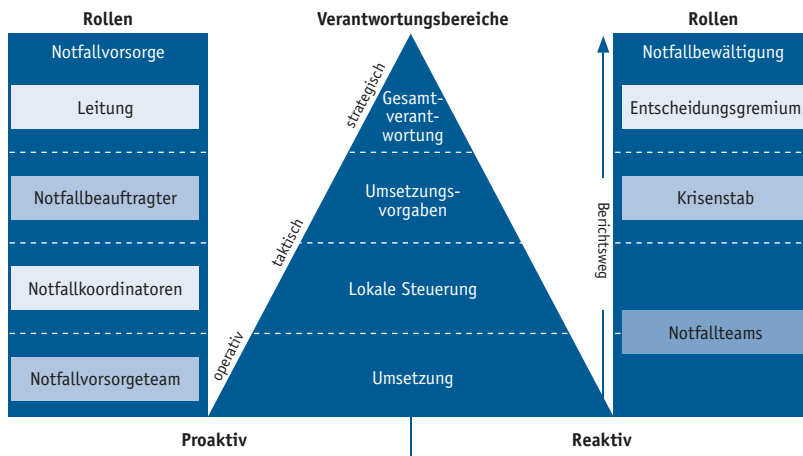 Rollen
Verantwortungsbereiche
Rollen
Notfallvorsorge
Leitung
Notfallbeauftragter
Notfallkoordinatoren
Notfallvorsorgeteam
strategisch
taktisch
operativ
Gesamt-
verant-
wortung
Umsetzungs-
vorgaben
Lokale Steuerung
Umsetzung
Berichtsweg
Notfallbewältigung
Entscheidungsgremium
Krisenstab
Notfallteams
Proaktiv
Reaktiv